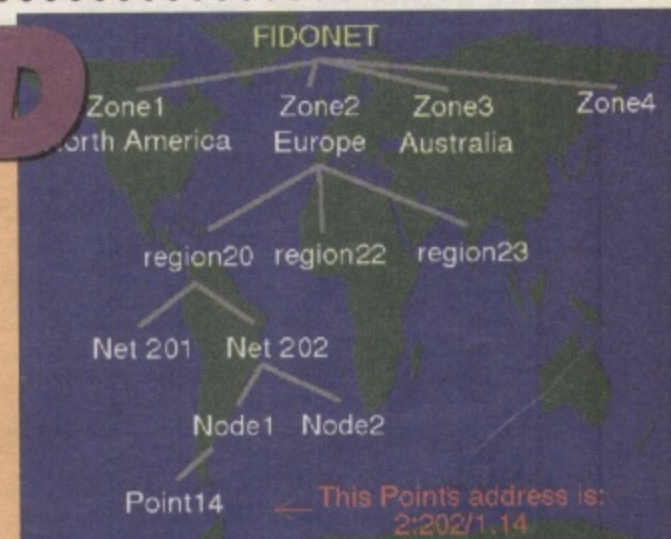 D
FIDONET
Zone1 Zone2 Zone3 Zone4
orth America Europe Australia
region20 region22 region23
Net 201 Net 202
Node1 Node2
Point14 This Points address is:
2:202/1.14